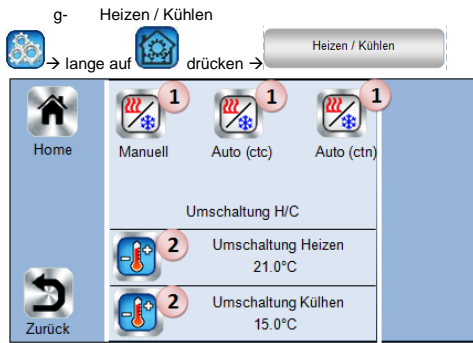 g- Heizen / Kühlen
→ lange auf drücken → Heizen / Kühlen
1 1 1
Home Manuell Auto (ctc) Auto (ctn)
Umschaltung H/C
2 Umschaltung Heizen
21.0°C
2 Umschaltung Külhen
15.0°C
Zurück